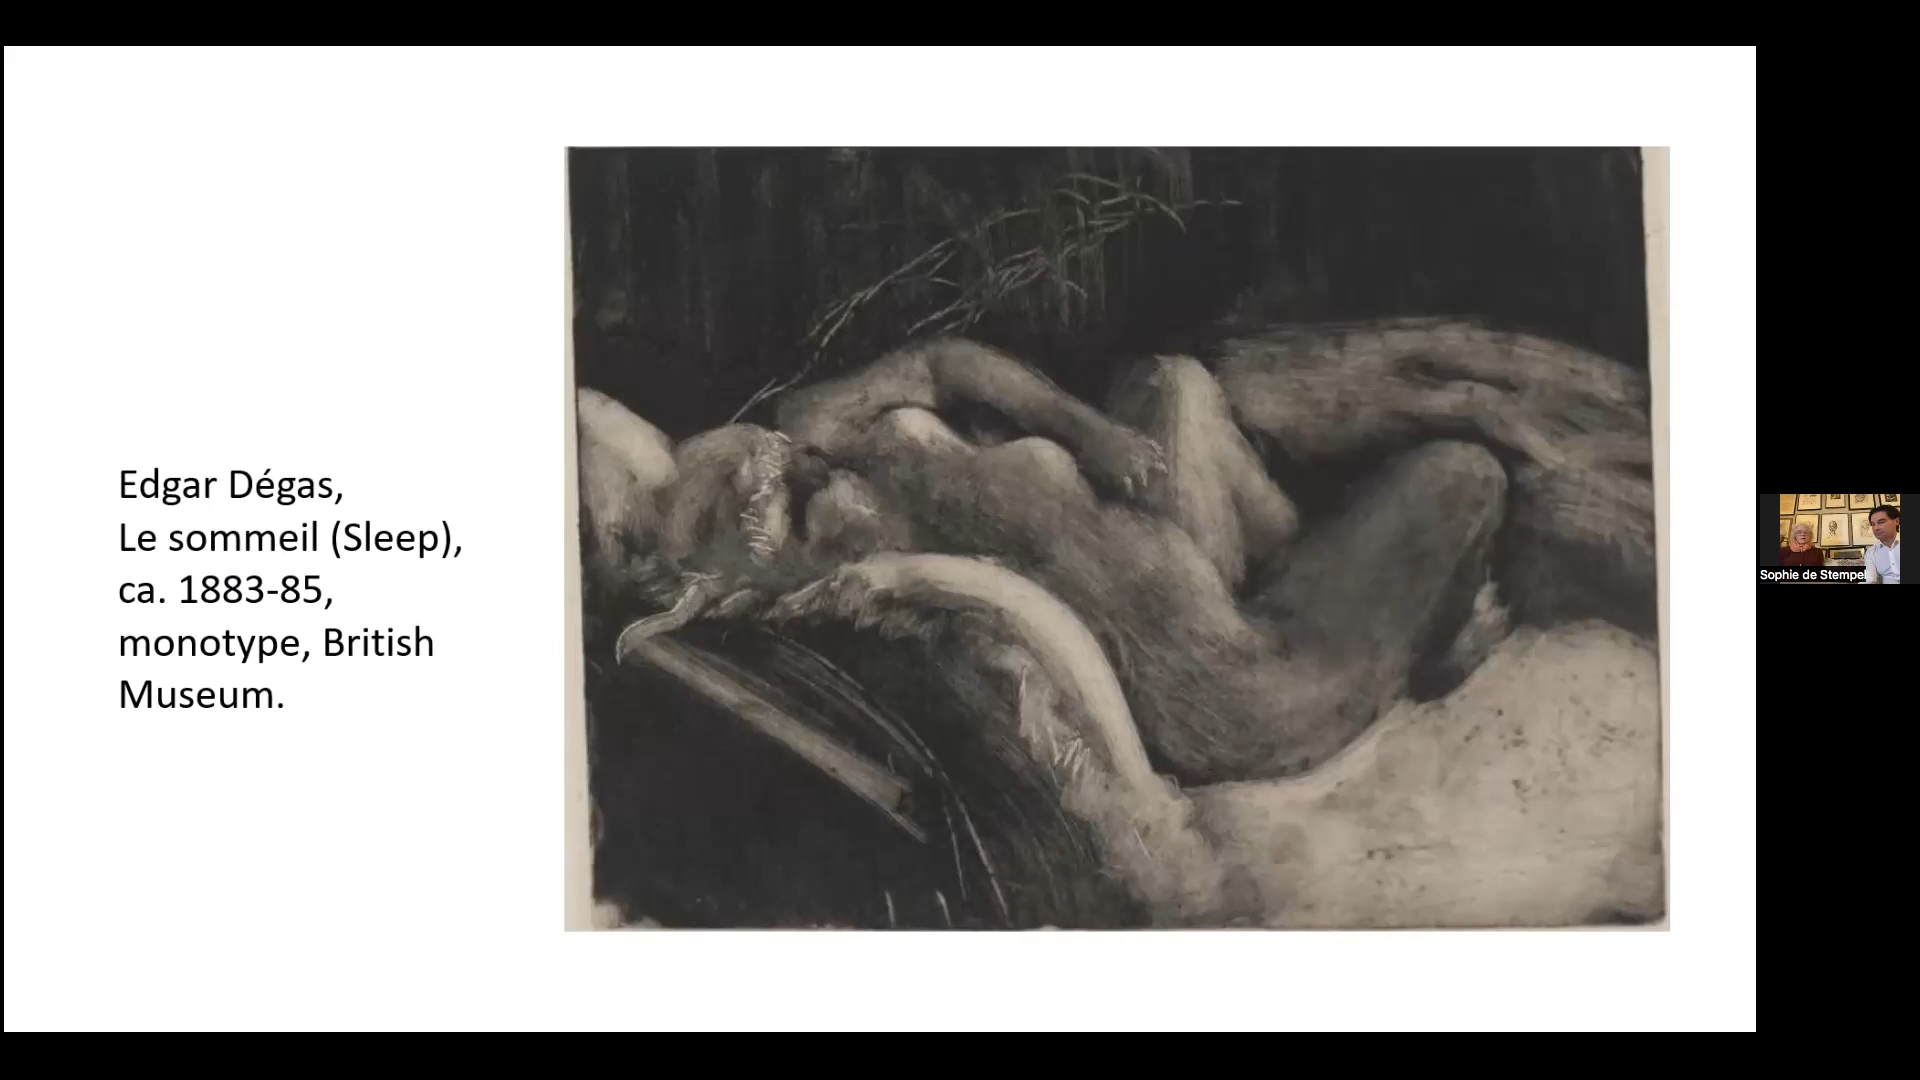 Edgar Dégas,
Le sommeil (Sleep),
ca. 1883-85,
monotype, British
Museum.
Sophie de Stempel